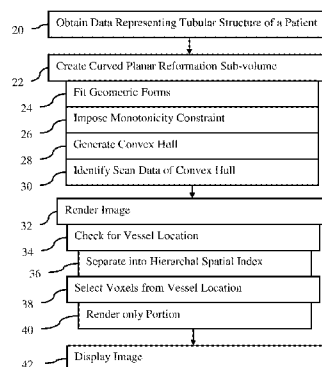 20 Obtain Data Representing Tubular Structure of a Patient
22 Create Curved Planar Reformation Sub-volume
24 Fit Geometric Forms
26 Impose Monotonicity Constraint
28 Generate Convex Hull
30 Identify Scan Data of Convex Hull
32 Render Image
34 Check for Vessel Location
36 Separate into Hierarchal Spatial Index
38 Select Voxels from Vessel Location
40 Render only Portion
42 Display Image